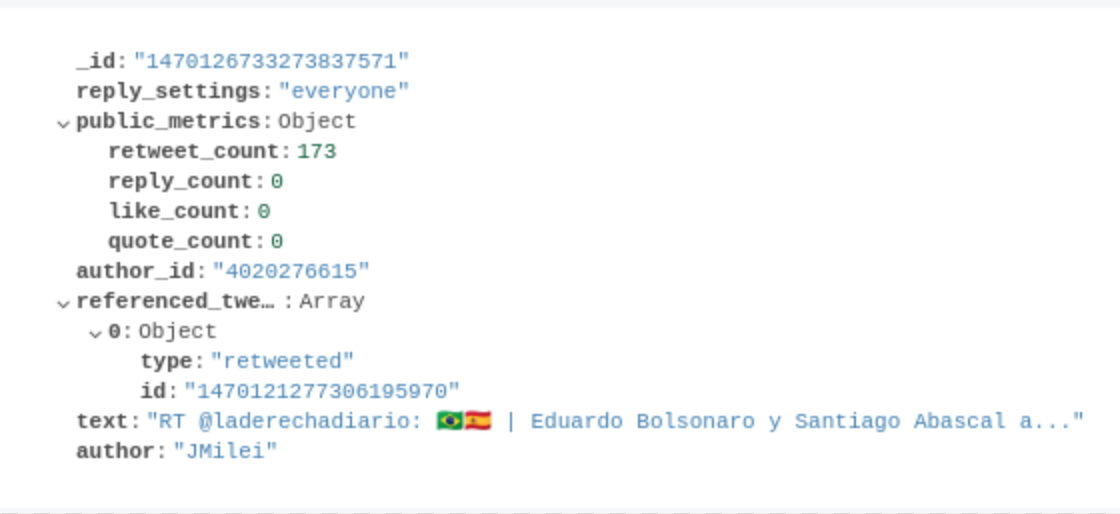 _id: "1470126733273837571"
reply_settings: "everyone"
public_metrics: Object
retweet_count: 173
reply_count: 0
like_count: 0
quote_count: 0
author_id: "4020276615"
referenced_twe… : Array
0: Object
type: "retweeted"
id: "1470121277306195970"
text: "RT @laderechadiario: 🇧🇷🇪🇸 | Eduardo Bolsonaro y Santiago Abascal a..."
author: "JMilei"